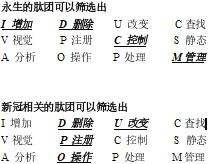 永生的肽团可以筛选出
I 增加 D 删除 U 改变 C 查找
V 视觉 P 注册 C 控制 S 静态
A 分析 O 操作 P 处理 M 管理
新冠相关的肽团可以筛选出
I 增加 D 删除 U 改变 C 查找
V 视觉 P 注册 C 控制 S 静态
A 分析 O 操作 P 处理 M 管理